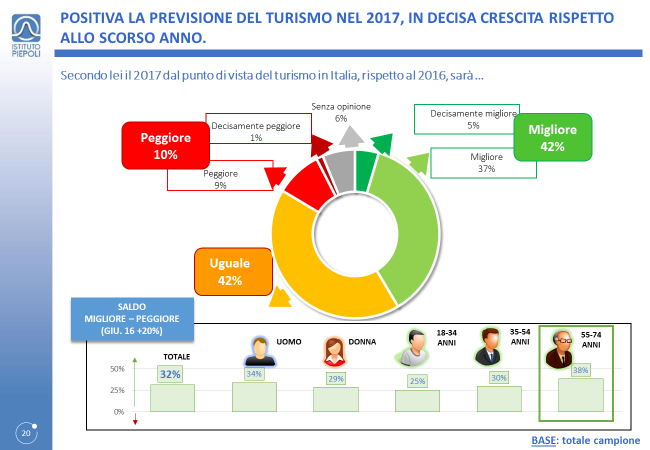 ISTITUTO
PIEPOLI
POSITIVA LA PREVISIONE DEL TURISMO NEL 2017, IN DECISA CRESCITA RISPETTO
ALLO SCORSO ANNO.
Secondo lei il 2017 dal punto di vista del turismo in Italia, rispetto al 2016, sarà ...
Senza opinione
6%
Decisamente peggiore
1%
Peggiore
10%
Peggiore
9%
Decisamente migliore
5%
Migliore
42%
Migliore
37%
Uguale
42%
SALDO
MIGLIORE – PEGGIORE
(GIU. 16 +20%)
TOTALE
UOMO
DONNA
18-34
ANNI
35-54
ANNI
55-74
ANNI
50%
25%
0%
32%
34%
29%
25%
30%
38%
20
BASE: totale campione